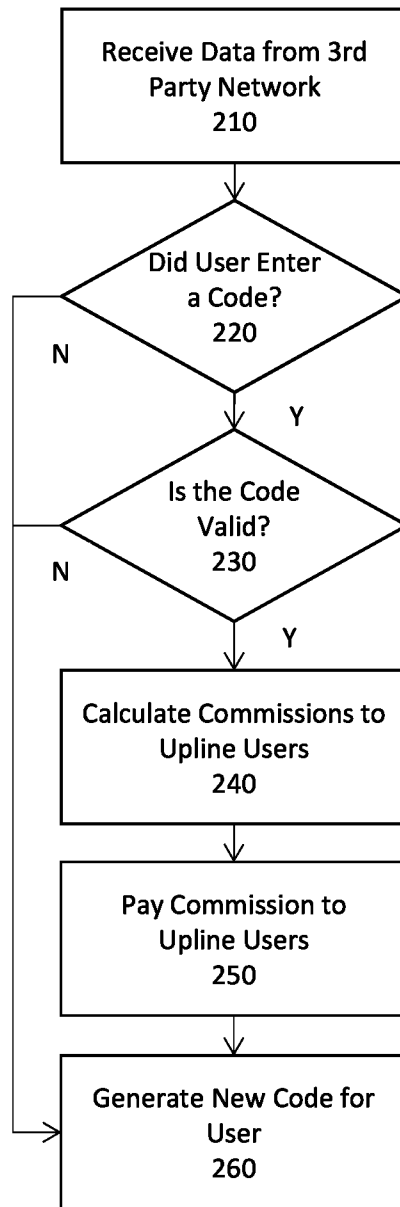 Receive Data from 3rd
Party Network
210
Did User Enter
a Code?
220
N
Y
Is the Code
Valid?
230
N
Y
Calculate Commissions to
Upline Users
240
Pay Commission to
Upline Users
250
Generate New Code for
User
260